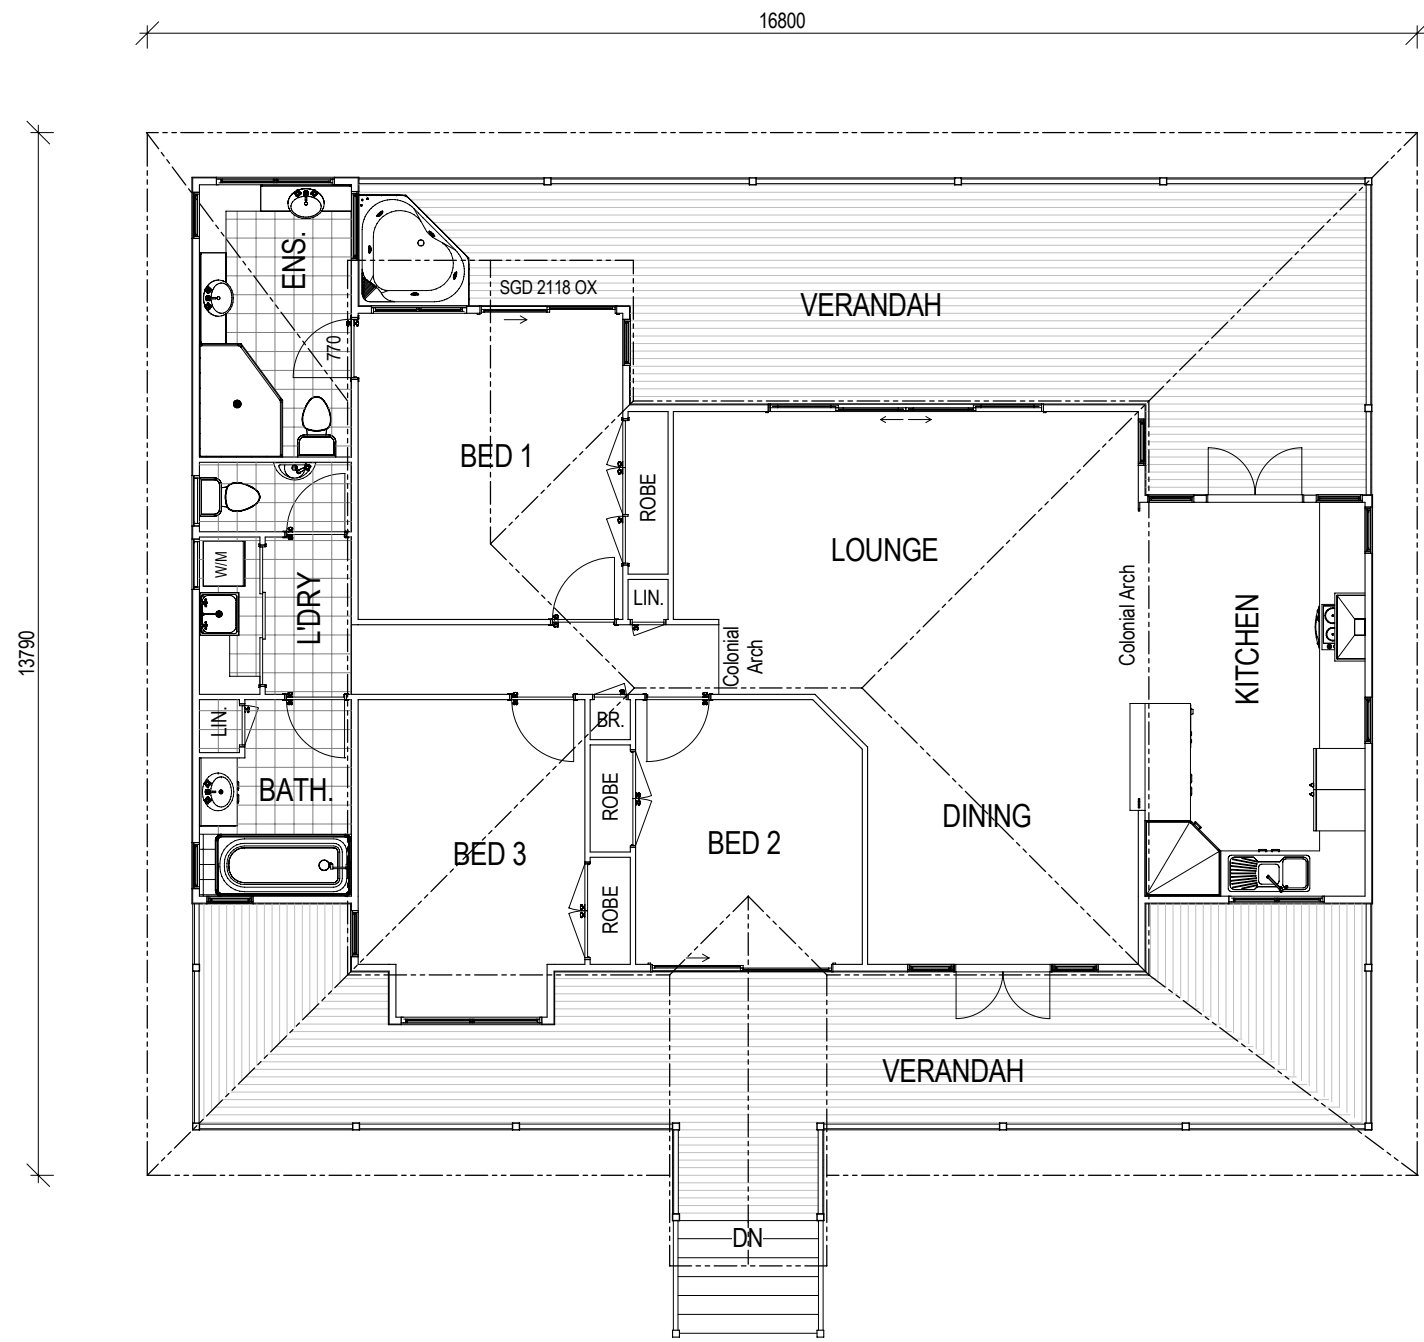 16800
13790
ENS.
SGD 2118 OX
VERANDAH
770
BED 1
ROBE
LOUNGE
W/M
L'DRY
LIN.
Colonial Arch
KITCHEN
Colonial
Arch
LIN.
BR.
BATH.
ROBE
DINING
BED 3
BED 2
ROBE
VERANDAH
DN